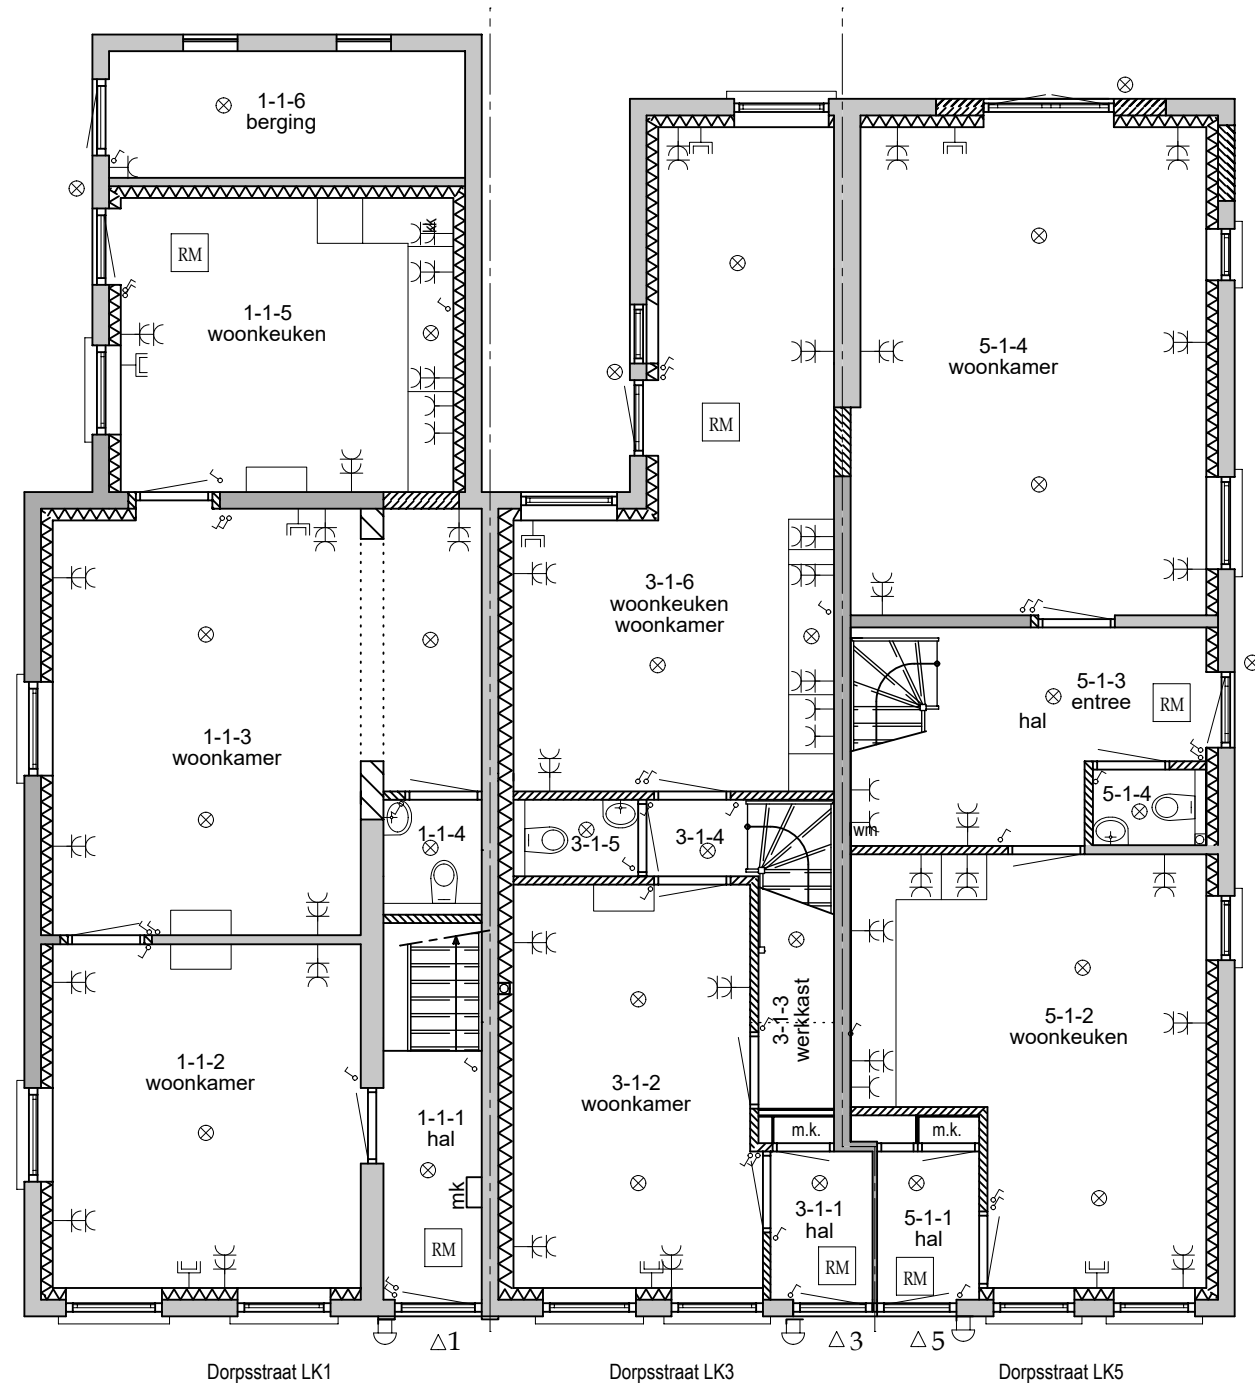 1-1-6
berging
RM
kk
1-1-5
woonkeuken
RM
5-1-4
woonkamer
3-1-6
woonkeuken
woonkamer
5-1-3
entree
hal
RM
1-1-3
woonkamer
5-1-4
wm
1-1-4
3-1-5
3-1-4
3-1-3
werkkast
5-1-2
woonkeuken
1-1-2
woonkamer
3-1-2
woonkamer
1-1-1
hal
m.k.
m.k.
mk
3-1-1
hal
5-1-1
hal
RM
RM
RM
△1
△3
△5
Dorpsstraat LK1
Dorpsstraat LK3
Dorpsstraat LK5